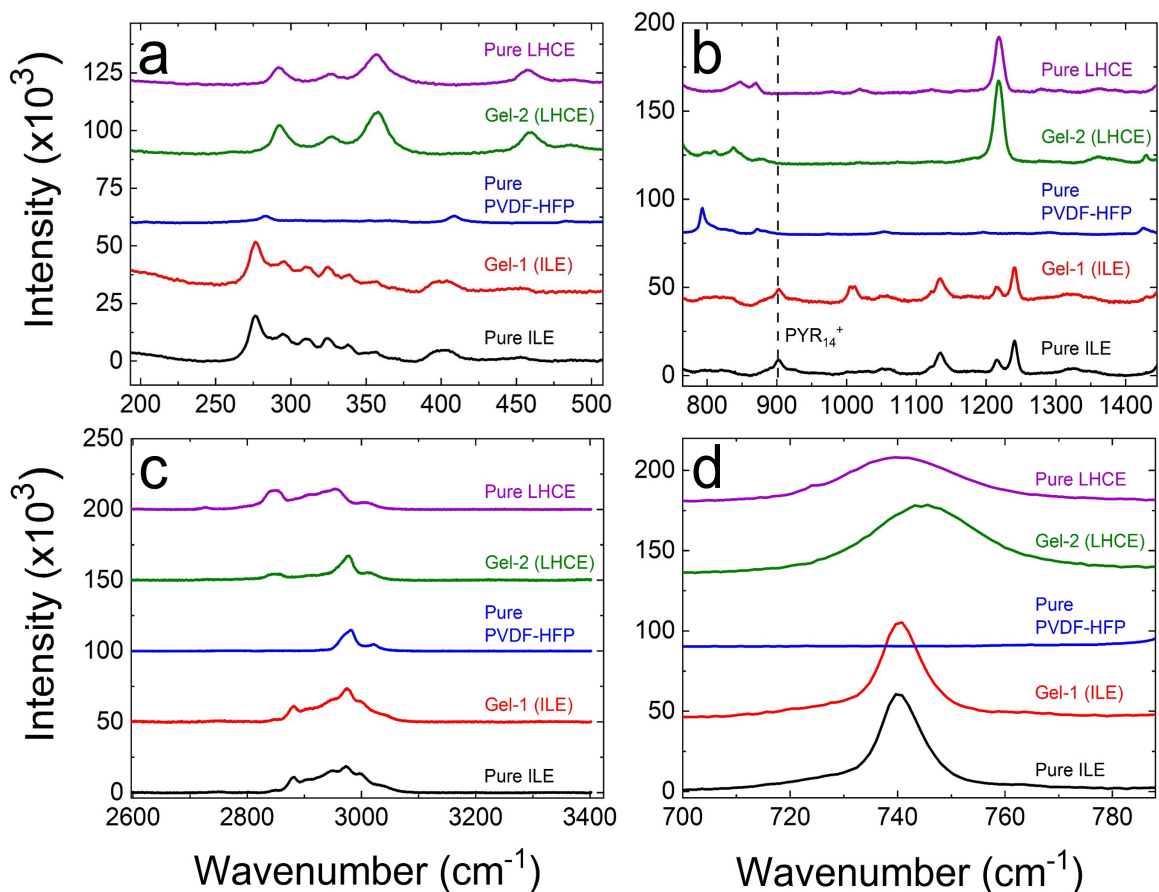 a
Intensity (x10³)
125
100
75
50
25
0
Pure LHCE
Gel-2 (LHCE)
Pure
PVDF-HFP
Gel-1 (ILE)
Pure ILE
200 250 300 350 400 450 500
b
200
150
100
50
0
Pure LHCE
Gel-2 (LHCE)
Pure
PVDF-HFP
Gel-1 (ILE)
PYR₁₄⁺
Pure ILE
800 900 1000 1100 1200 1300 1400
c
Intensity (x10³)
250
200
150
100
50
0
Pure LHCE
Gel-2 (LHCE)
Pure
PVDF-HFP
Gel-1 (ILE)
Pure ILE
2600 2800 3000 3200 3400
Wavenumber (cm⁻¹)
d
200
150
100
50
0
Pure LHCE
Gel-2 (LHCE)
Pure
PVDF-HFP
Gel-1 (ILE)
Pure ILE
700 720 740 760 780
Wavenumber (cm⁻¹)